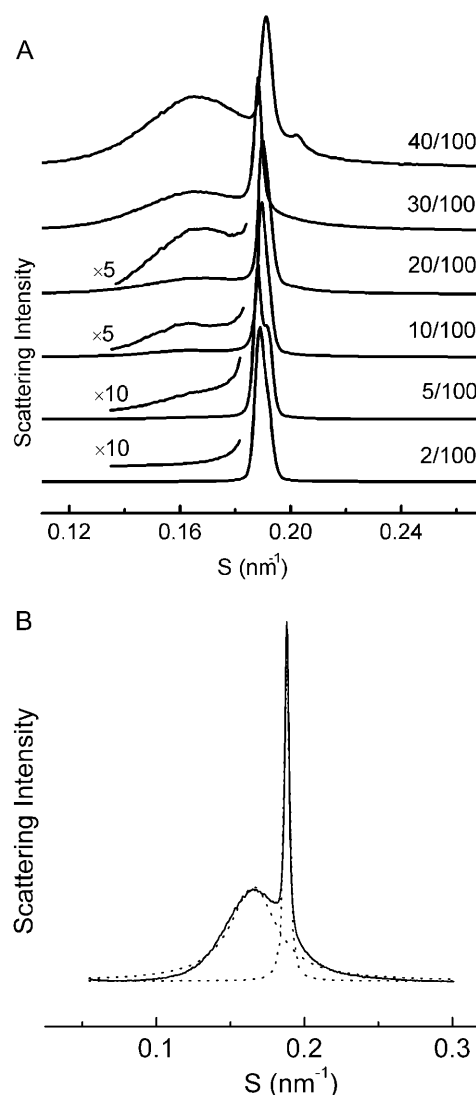 A
Scattering Intensity
40/100
30/100
×5
20/100
×5
10/100
×10
5/100
×10
2/100
0.12 0.16 0.20 0.24
S (nm-1)
B
Scattering Intensity
0.1 0.2 0.3
S (nm-1)